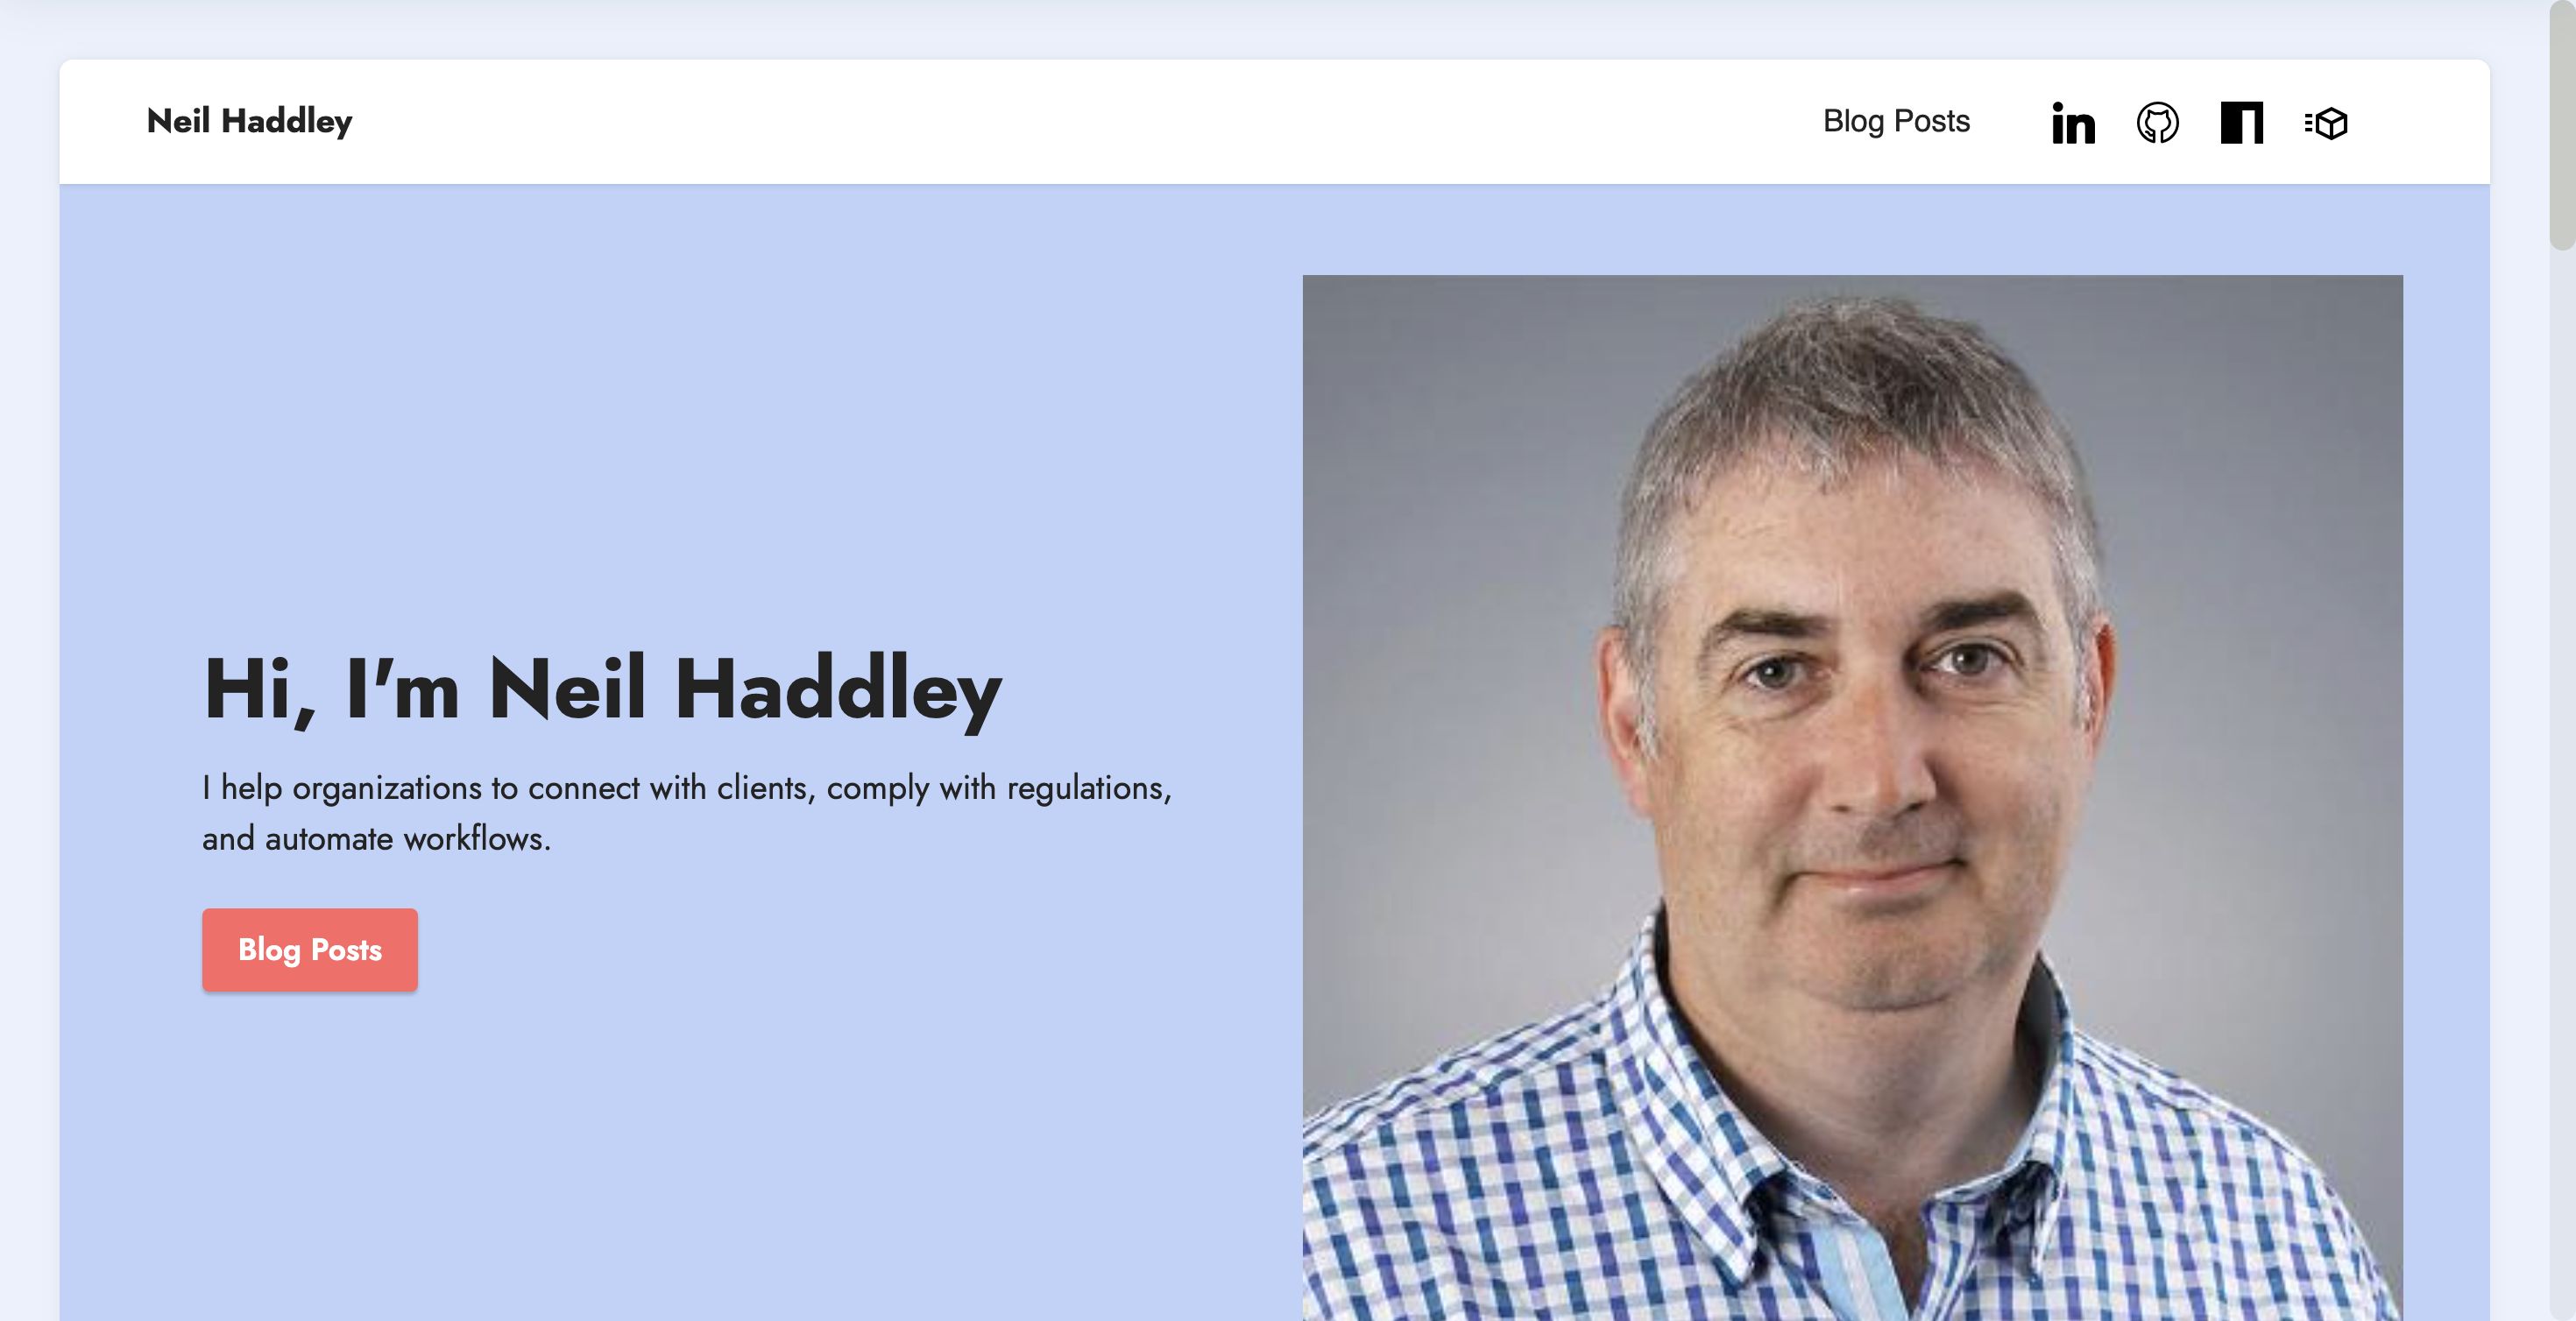 Neil Haddley
Blog Posts
Hi, I'm Neil Haddley
I help organizations to connect with clients, comply with regulations,
and automate workflows.
Blog Posts